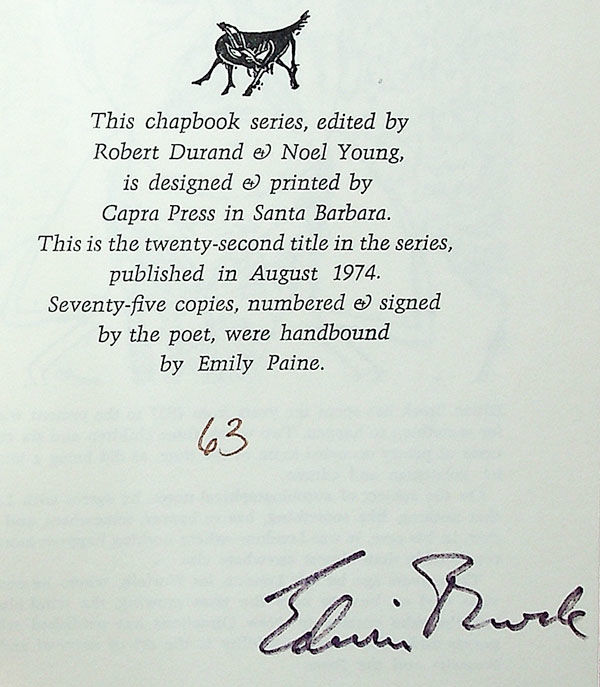 This chapbook series, edited by
Robert Durand & Noel Young,
is designed & printed by
Capra Press in Santa Barbara.
This is the twenty-second title in the series,
published in August 1974.
Seventy-five copies, numbered & signed
by the poet, were handbound
by Emily Paine.
63
Edwin